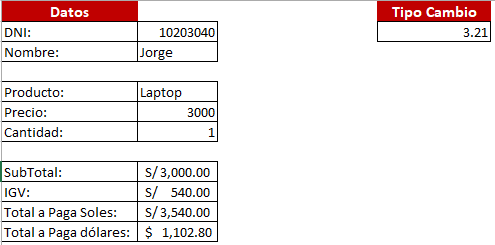 Datos Tipo Cambio
DNI: 10203040 3.21
Nombre: Jorge
Producto: Laptop
Precio: 3000
Cantidad: 1
SubTotal: S/ 3,000.00
IGV: S/ 540.00
Total a Paga Soles: S/ 3,540.00
Total a Paga dólares: $ 1,102.80